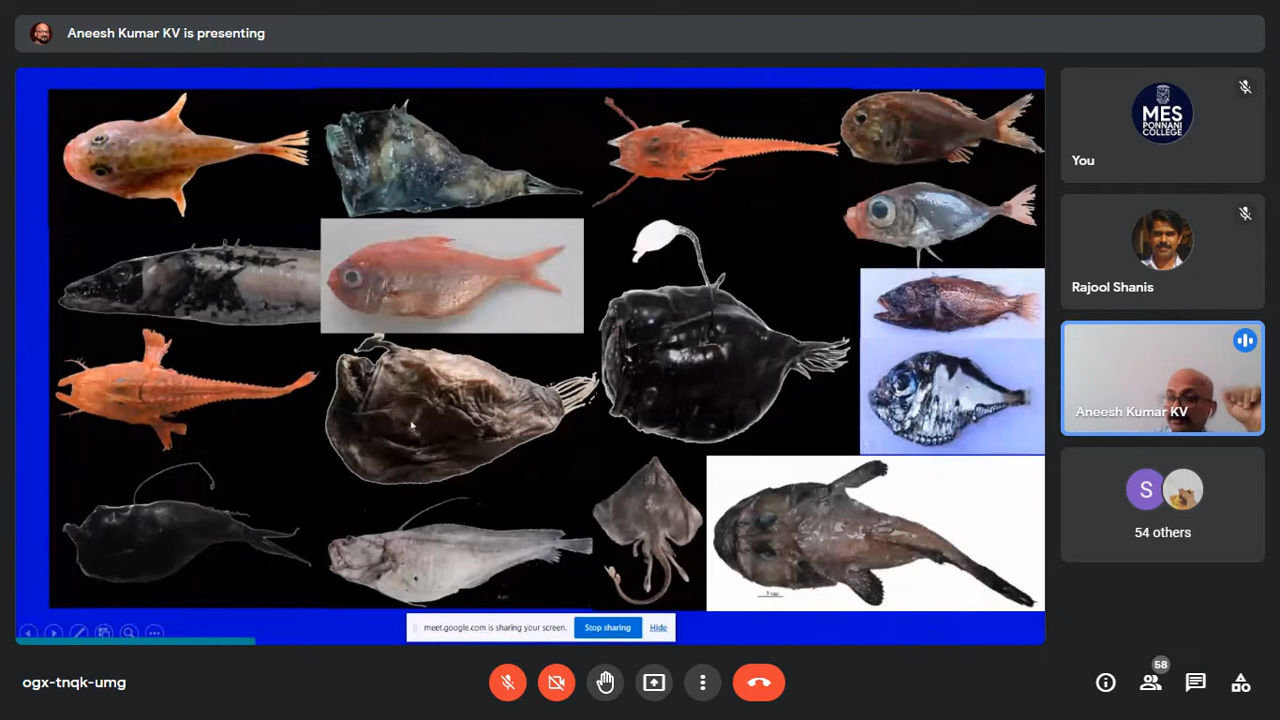 Aneesh Kumar KV is presenting
MES
PONNANI
COLLEGE
You
Rajool Shanis
Aneesh Kumar KV
S
54 others
meet.google.com is sharing your screen.
Stop sharing
Hide
ogx-tnqk-umg
58